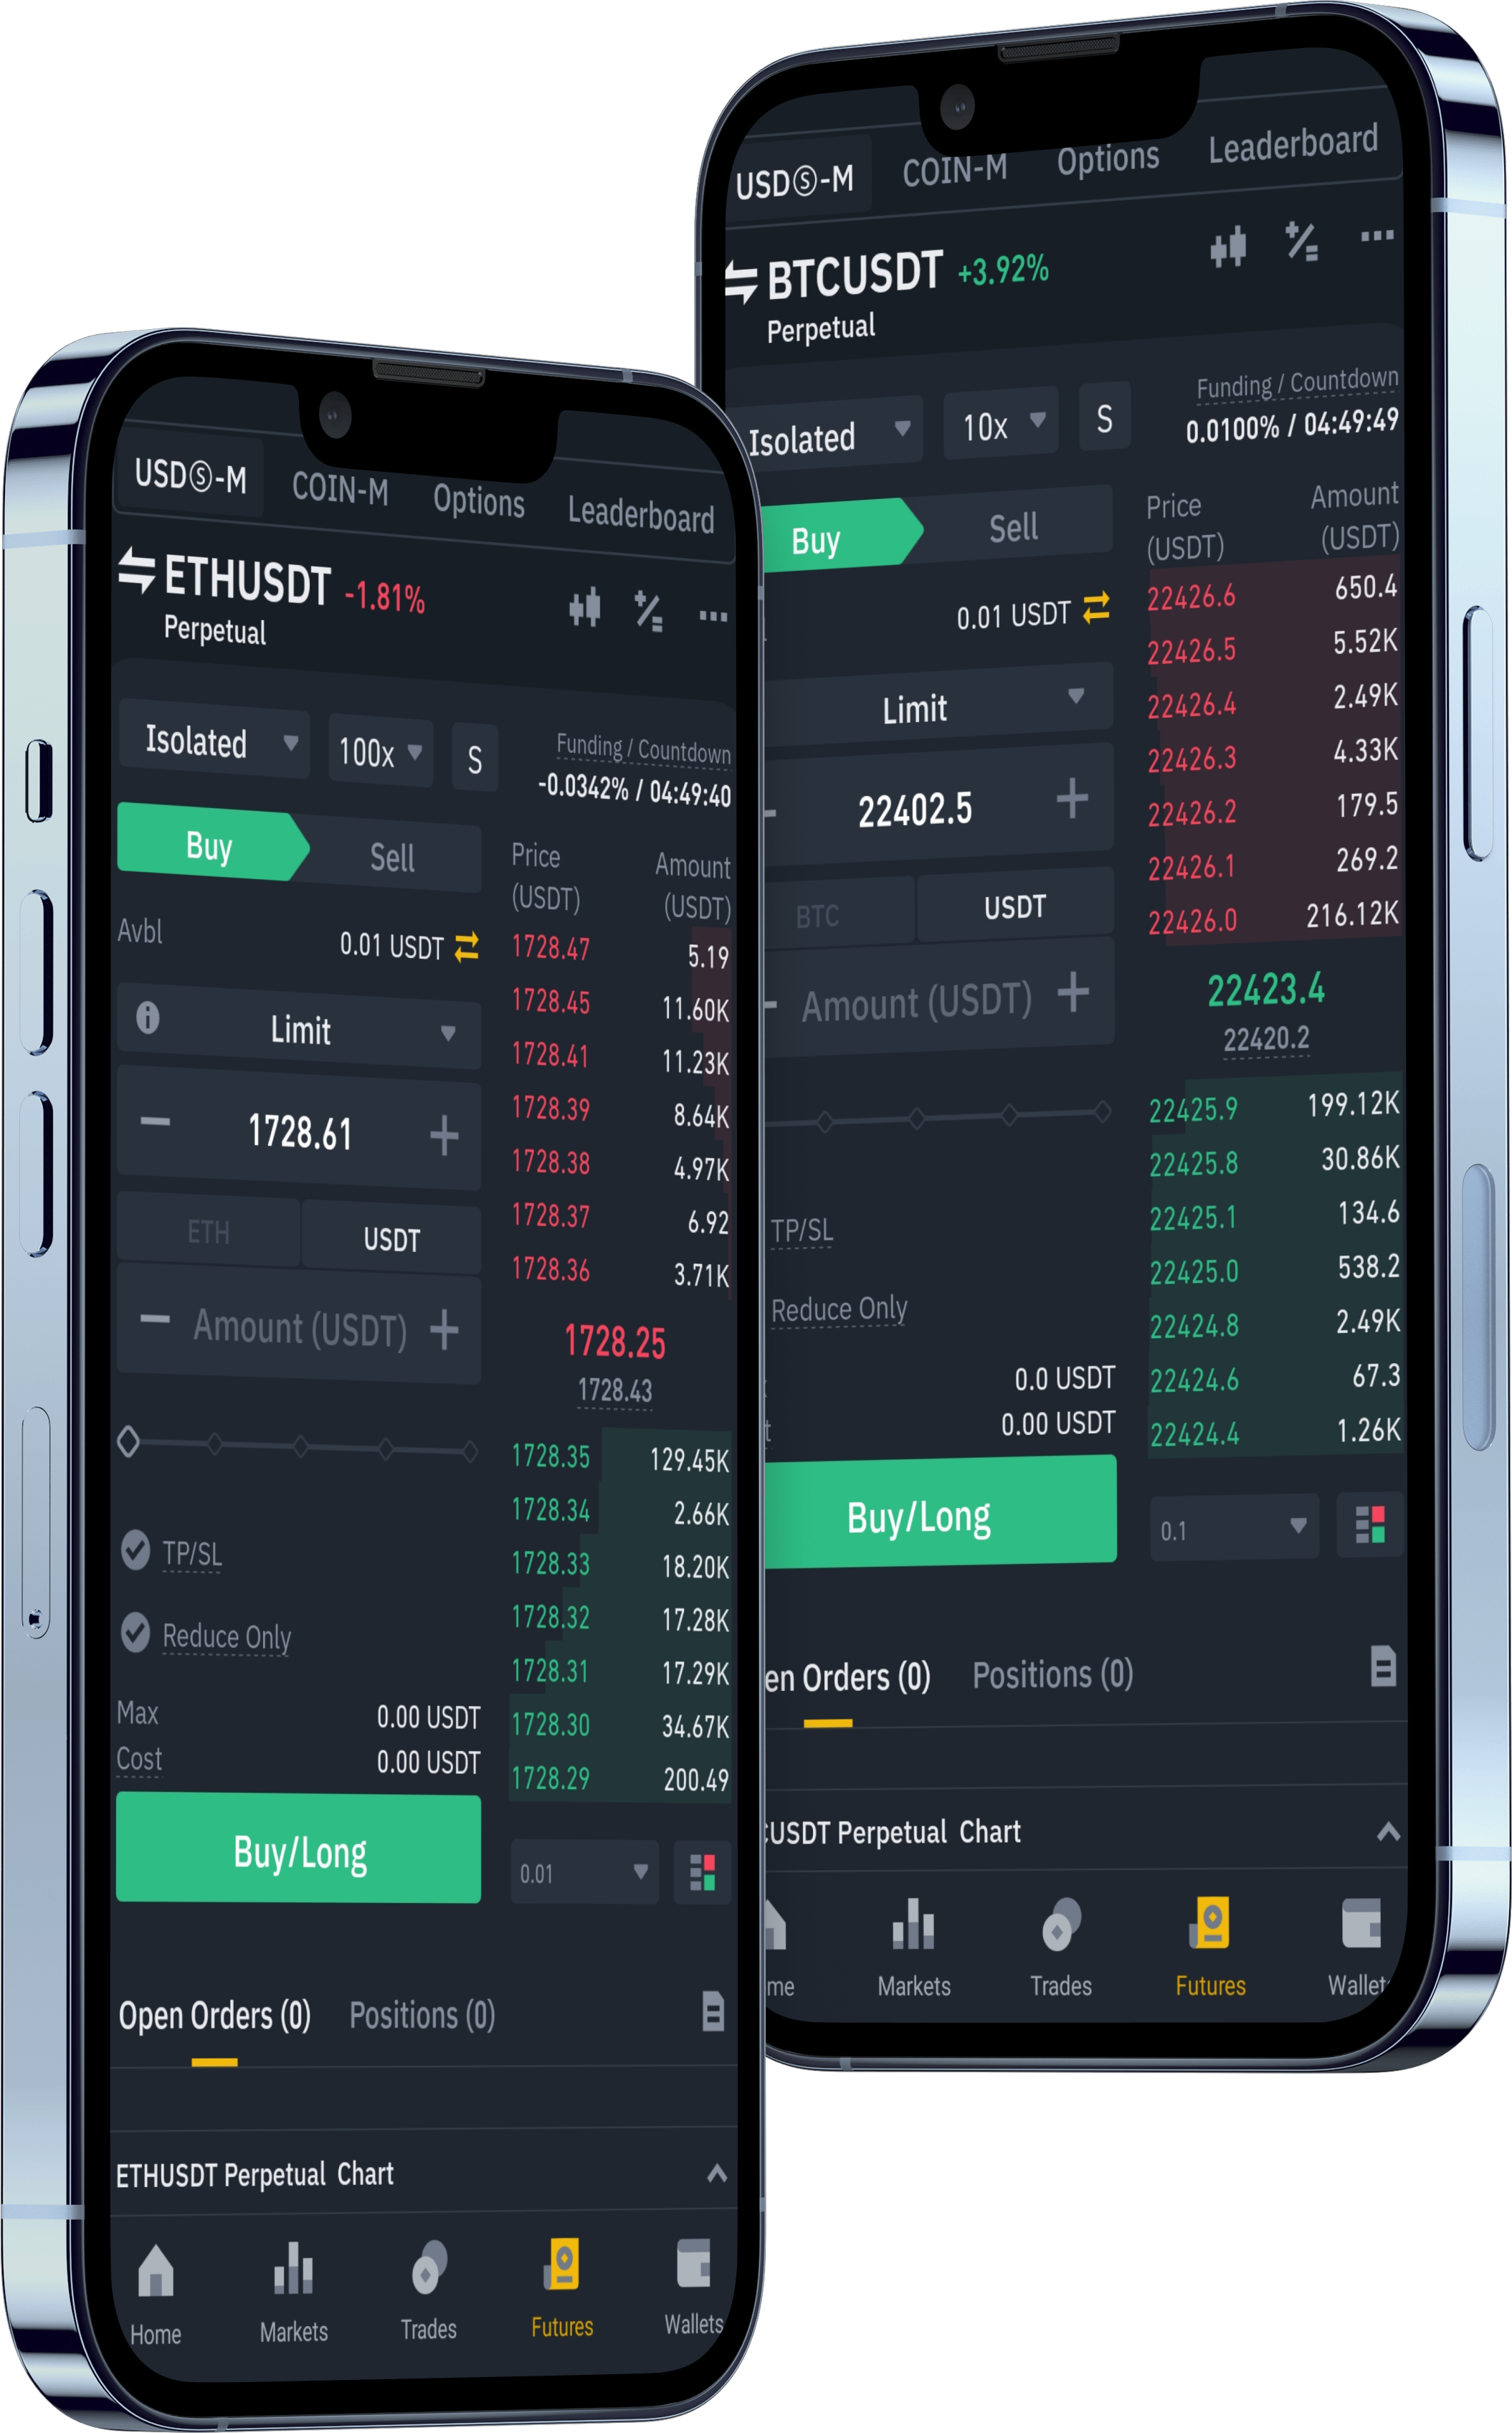 USDⓈ-M COIN-M Options Leaderboard
ETHUSDT -1.81%
Perpetual
Isolated 100x S
Funding / Countdown
-0.0342% / 04:49:40
Buy Sell
Avbl 0.01 USDT
Limit
1728.61
ETH USDT
Amount (USDT)
TP/SL
Reduce Only
Max 0.00 USDT
Cost 0.00 USDT
Buy/Long
Price Amount
(USDT) (USDT)
1728.47 5.19
1728.45 11.60K
1728.41 11.23K
1728.39 8.64K
1728.38 4.97K
1728.37 6.92
1728.36 3.71K
1728.25
1728.43
1728.35 129.45K
1728.34 2.66K
1728.33 18.20K
1728.32 17.28K
1728.31 17.29K
1728.30 34.67K
1728.29 200.49
0.01
Open Orders (0) Positions (0)
ETHUSDT Perpetual Chart
Home Markets Trades Futures Wallets
USDⓈ-M COIN-M Options Leaderboard
BTCUSDT +3.92%
Perpetual
Isolated 10x S
Funding / Countdown
0.0100% / 04:49:49
Buy Sell
0.01 USDT
Limit
22402.5
BTC USDT
Amount (USDT)
TP/SL
Reduce Only
0.0 USDT
t 0.00 USDT
Buy/Long
Price Amount
(USDT) (USDT)
22426.6 650.4
22426.5 5.52K
22426.4 2.49K
22426.3 4.33K
22426.2 179.5
22426.1 269.2
22426.0 216.12K
22423.4
22420.2
22425.9 199.12K
22425.8 30.86K
22425.1 134.6
22425.0 538.2
22424.8 2.49K
22424.6 67.3
22424.4 1.26K
0.1
en Orders (0) Positions (0)
CUSDT Perpetual Chart
me Markets Trades Futures Wallets